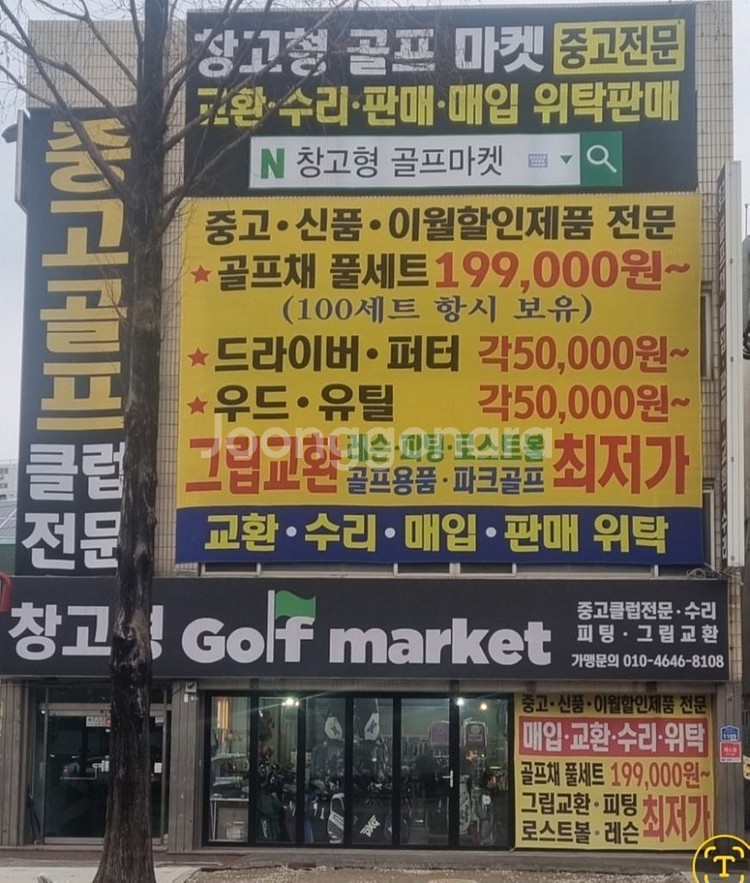 창고형 골프 마켓 중고전문
교환·수리·판매·매입 위탁판매
N 창고형 골프마켓
중고·신품·이월할인제품 전문
★골프채 풀세트 199,000원~
(100세트 항시 보유)
★드라이버·퍼터 각50,000원~
★우드·유틸 각50,000원~
그립교환 레슨·피팅·로스트볼 최저가
골프용품·파크골프
교환·수리·매입·판매 위탁
중고골프
클럽
전문
Joonggonara
창고형 Golf market
중고클럽전문·수리
피팅·그립교환
가맹문의 010-4646-8108
중고·신품·이월할인제품 전문
매입·교환·수리·위탁
골프채 풀세트 199,000원~
그립교환·피팅 최저가
로스트볼·레슨
PXG
T